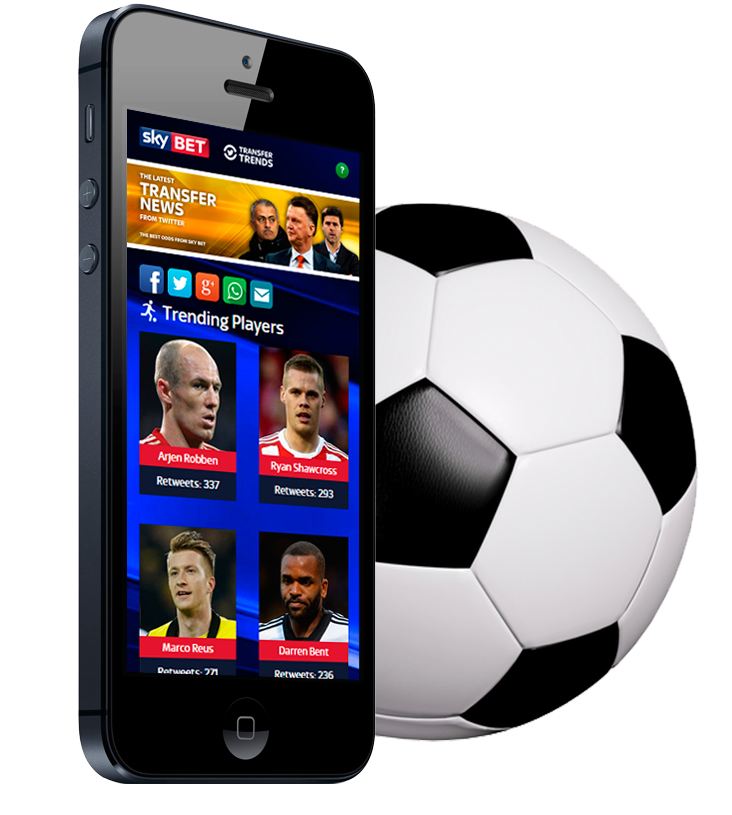 sky BET
TRANSFER
TRENDS
?
THE LATEST
TRANSFER
NEWS
FROM TWITTER
THE BEST ODDS FROM SKY BET
f
g+
Trending Players
Arjen Robben
Retweets: 337
Ryan Shawcross
Retweets: 293
Marco Reus
Retweets: 271
Darren Bent
Retweets: 236